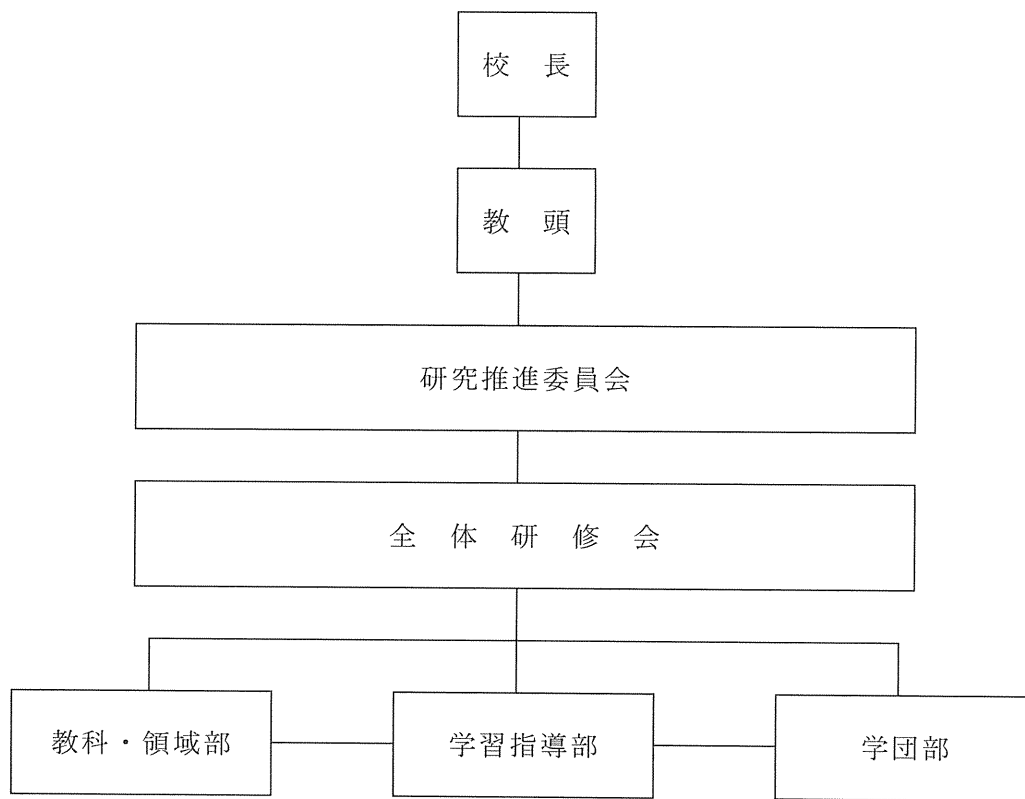 校　長
教　頭
研究推進委員会
全　体　研　修　会
教科・領域部
学習指導部
学団部